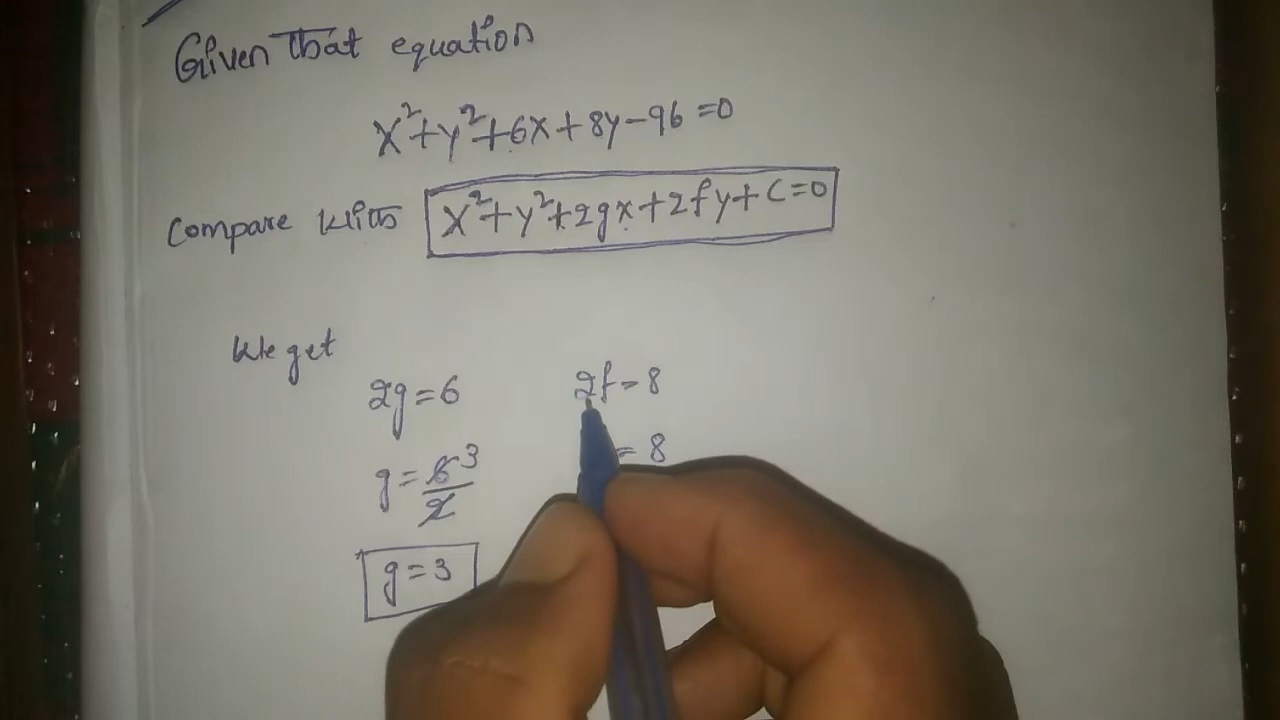 Given That equation
x²+y²+6x+8y-96=0
Compare with x²+y²+2gx+2fy+c=0
We get
2g=6 2f=8
g=6/2 3 =8
g=3